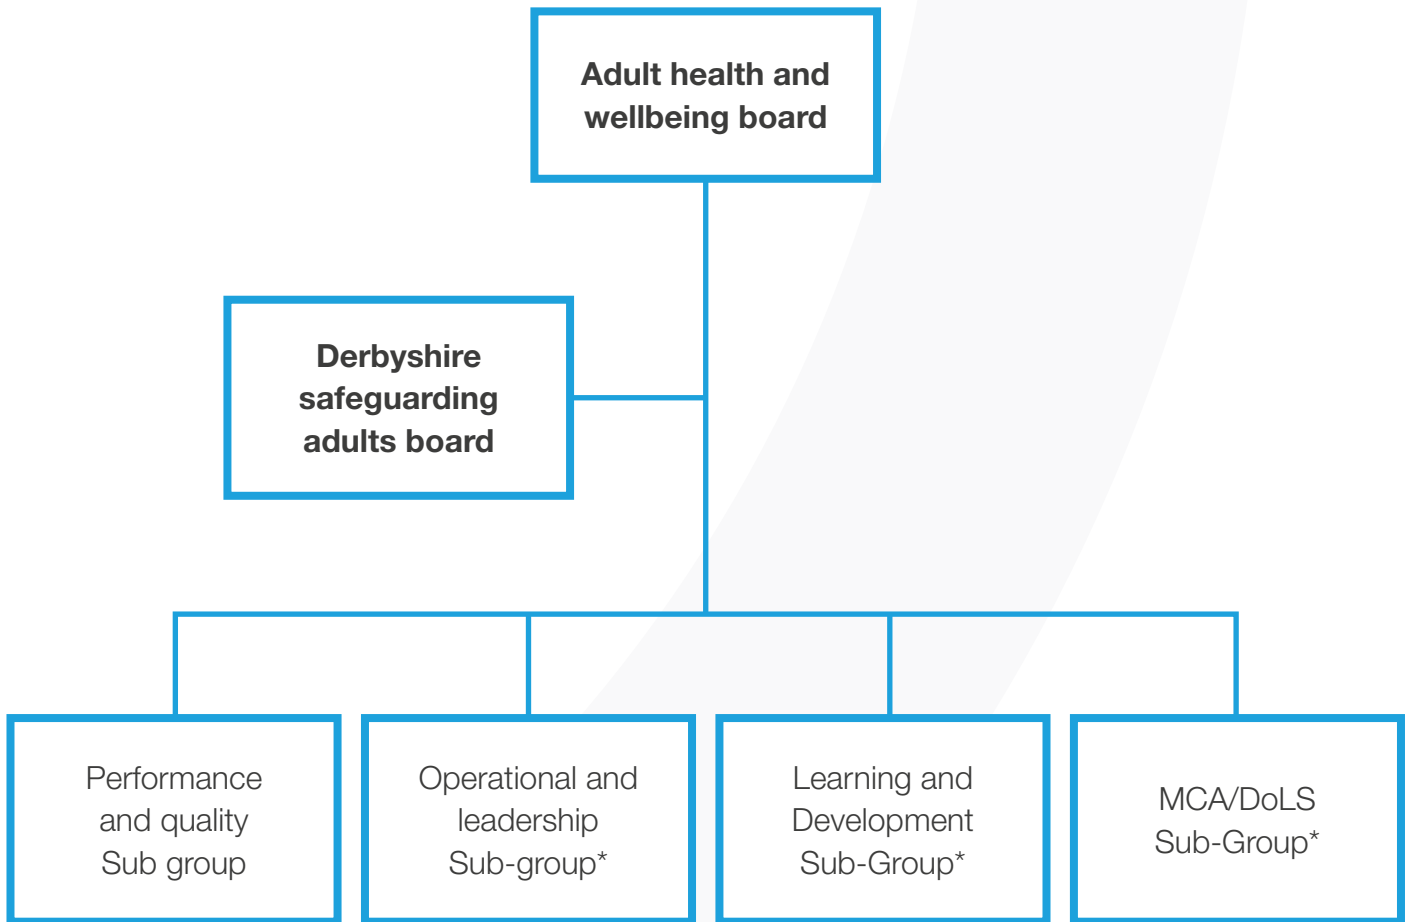 Adult health and
wellbeing board
Derbyshire
safeguarding
adults board
Performance
and quality
Sub group
Operational and
leadership
Sub-group*
Learning and
Development
Sub-Group*
MCA/DoLS
Sub-Group*